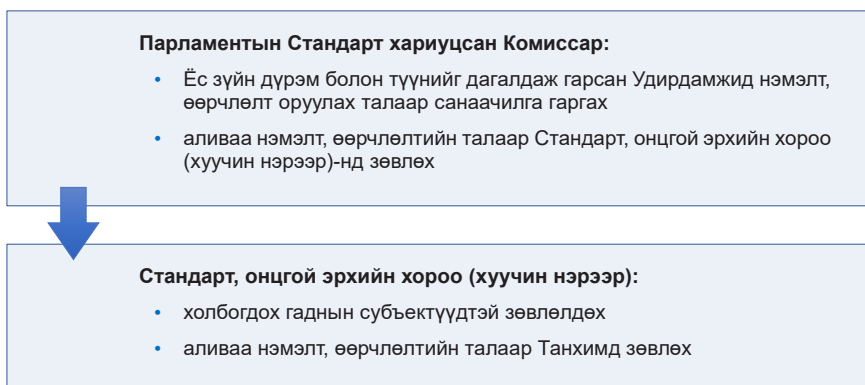 Парламентын Стандарт хариуцсан Комиссар:
• Ёс зүйн дүрэм болон түүнийг дагалдаж гарсан Удирдамжид нэмэлт,
өөрчлөлт оруулах талаар санаачилга гаргах
• аливаа нэмэлт, өөрчлөлтийн талаар Стандарт, онцгой эрхийн хороо
(хуучин нэрээр)-нд зөвлөх
Стандарт, онцгой эрхийн хороо (хуучин нэрээр):
• холбогдох гаднын субъектүүдтэй зөвлөлдөх
• аливаа нэмэлт, өөрчлөлтийн талаар Танхимд зөвлөх